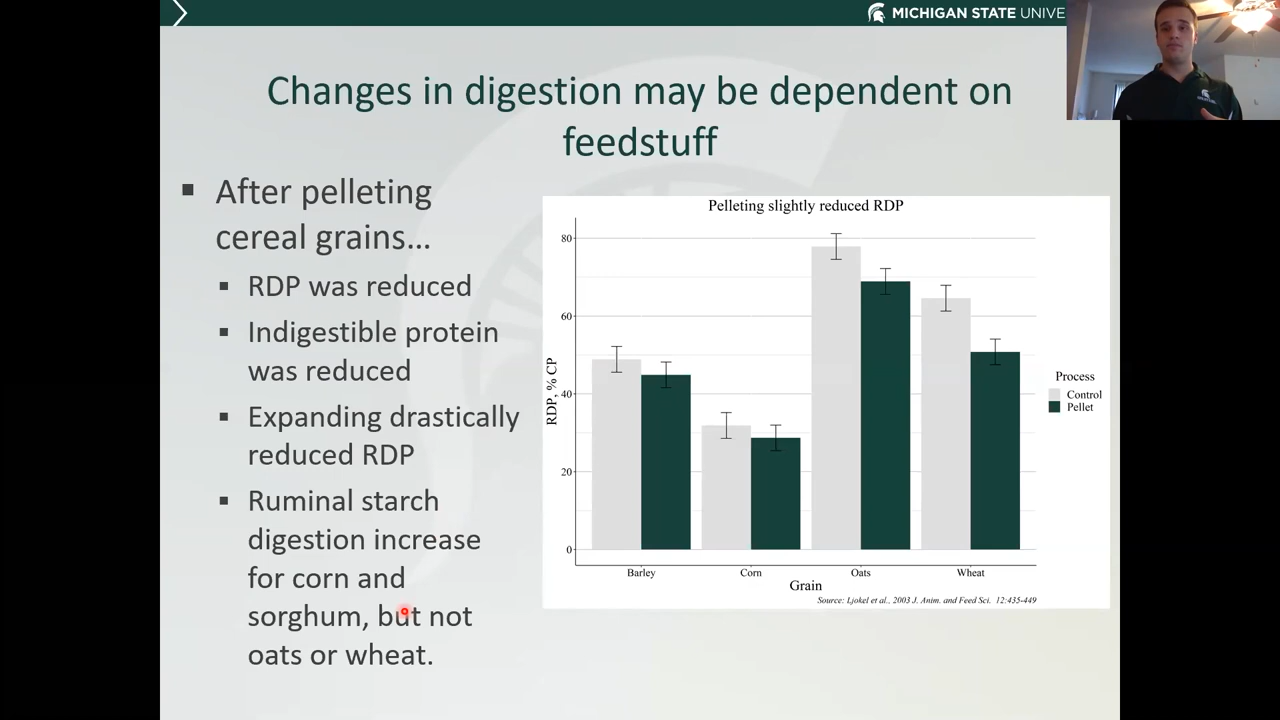 MICHIGAN STATE UNIVE
Changes in digestion may be dependent on
feedstuff
▪ After pelleting
cereal grains…
▪ RDP was reduced
▪ Indigestible protein
was reduced
▪ Expanding drastically
reduced RDP
▪ Ruminal starch
digestion increase
for corn and
sorghum, but not
oats or wheat.
Pelleting slightly reduced RDP
RDP, % CP
80
60
40
20
0
Barley Corn Oats Wheat
Grain
Process
Control
Pellet
Source: Ljokel et al., 2003 J. Anim. and Feed Sci. 12:435-449